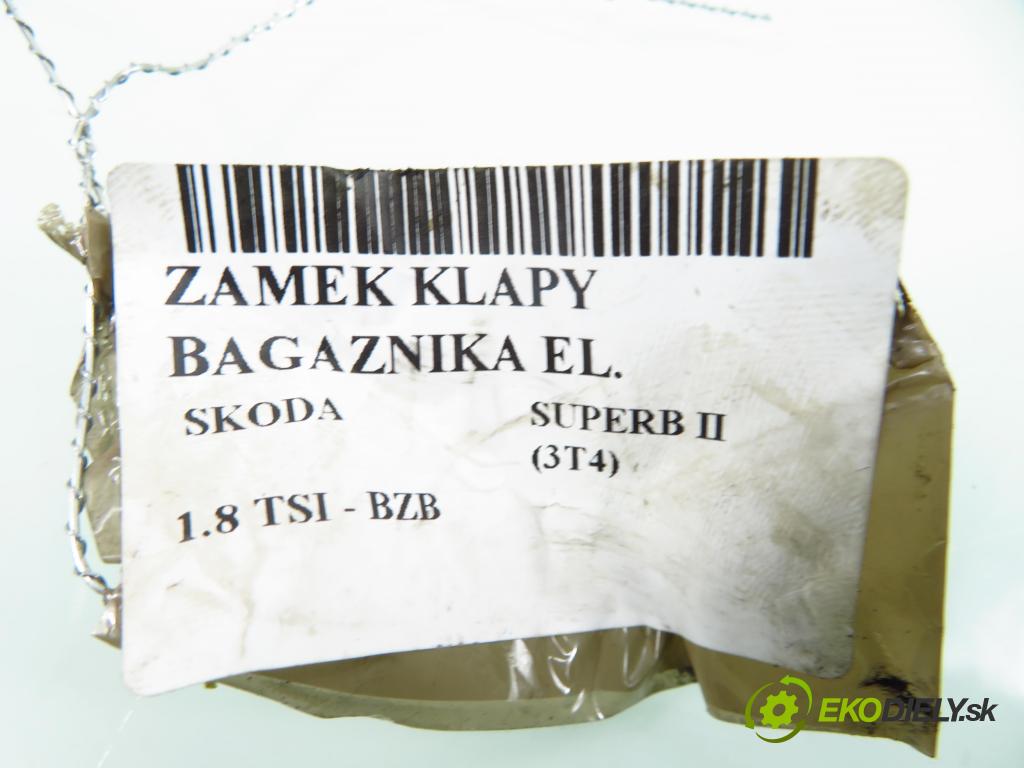 ZAMEK KLAPY
BAGAZNIKA EL.
SKODA SUPERB II
(3T4)
1.8 TSI - BZB
EKODIELY.sk